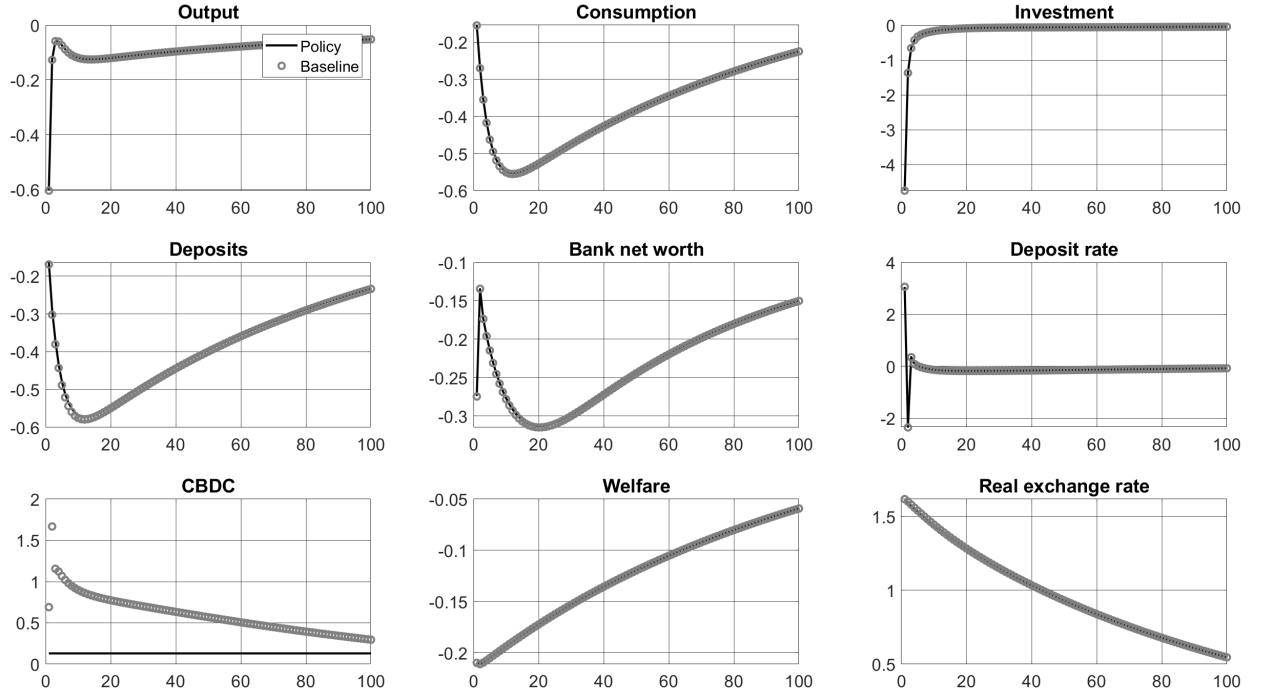 Output
0
-0.2
-0.4
-0.6
0 20 40 60 80 100
Policy
Baseline
Consumption
-0.2
-0.3
-0.4
-0.5
-0.6
0 20 40 60 80 100
Investment
0
-1
-2
-3
-4
0 20 40 60 80 100
Deposits
-0.2
-0.3
-0.4
-0.5
-0.6
0 20 40 60 80 100
Bank net worth
-0.1
-0.15
-0.2
-0.25
-0.3
0 20 40 60 80 100
Deposit rate
4
2
0
-2
0 20 40 60 80 100
CBDC
2
1.5
1
0.5
0
0 20 40 60 80 100
Welfare
-0.05
-0.1
-0.15
-0.2
0 20 40 60 80 100
Real exchange rate
1.5
1
0.5
0 20 40 60 80 100